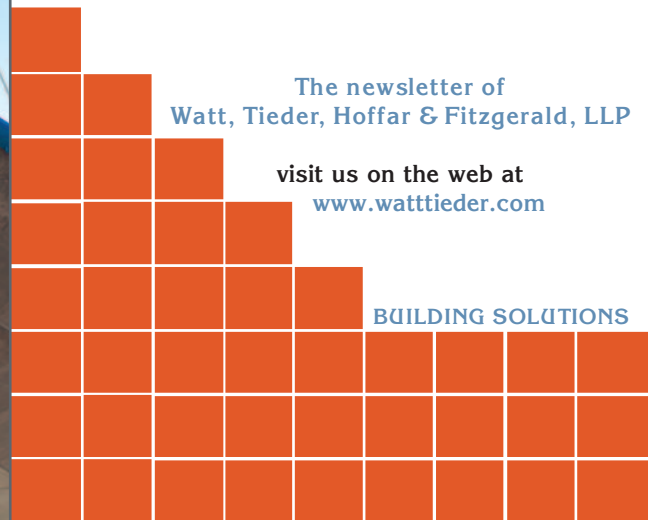 The newsletter of
Watt, Tieder, Hoffar & Fitzgerald, LLP
visit us on the web at
www.watttieder.com
BUILDING SOLUTIONS